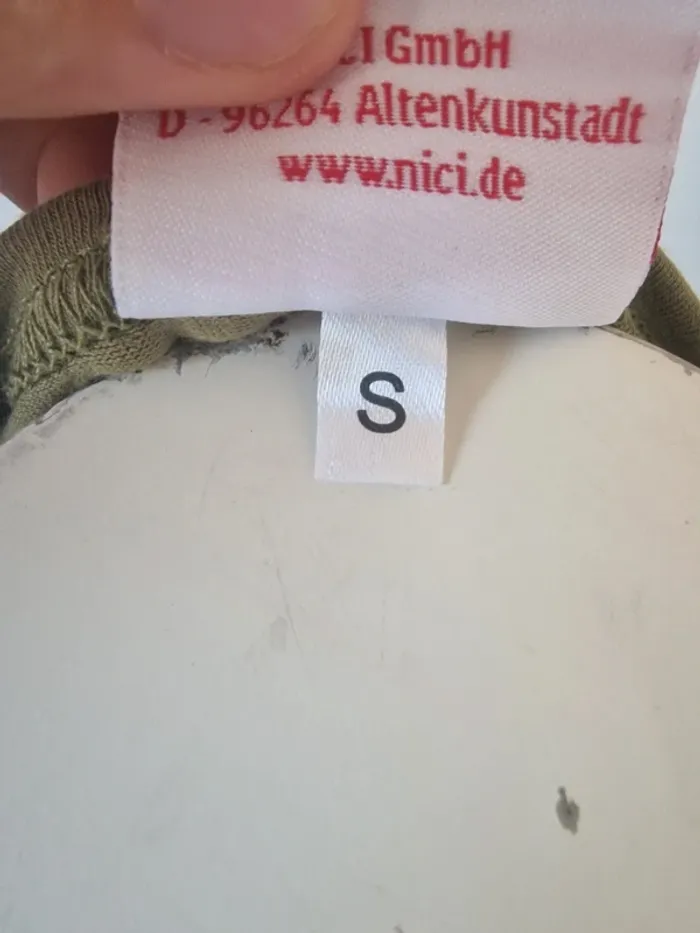 GmbH
D - 96264 Altenkunstadt
www.nici.de
S